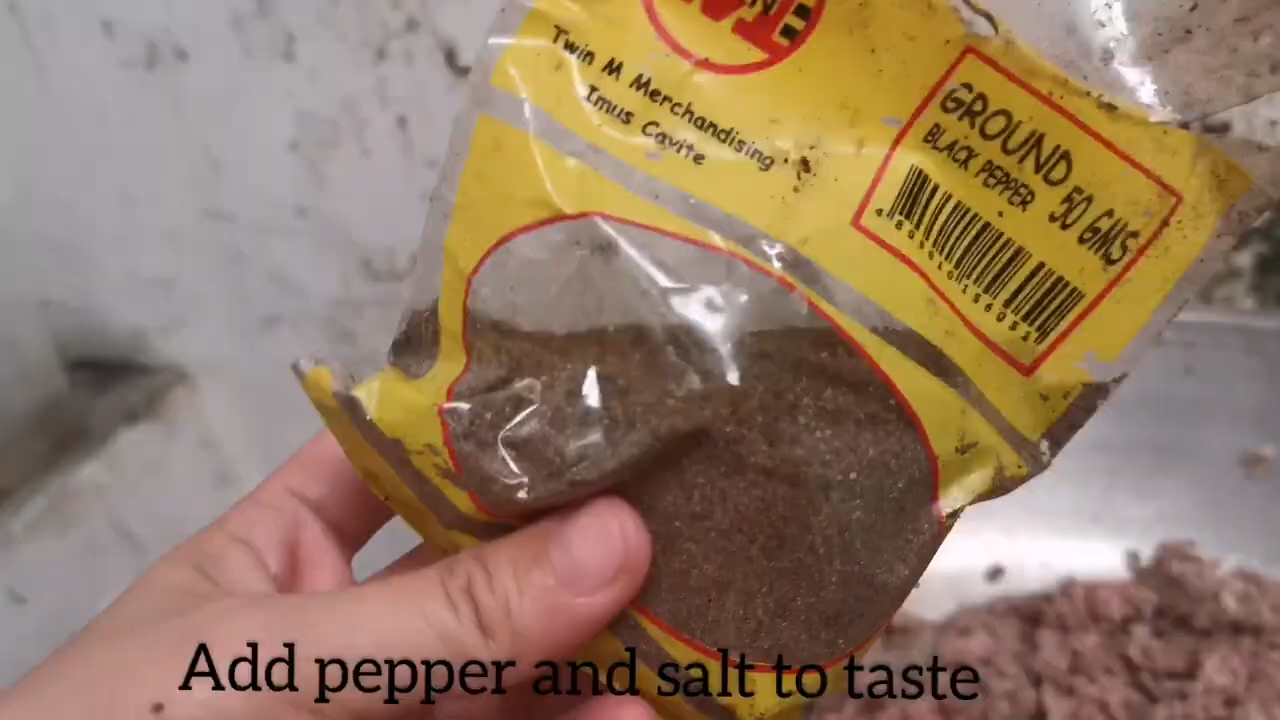 Twin M Merchandising
Imus Cavite
GROUND
BLACK PEPPER
50 GMS
Add pepper and salt to taste